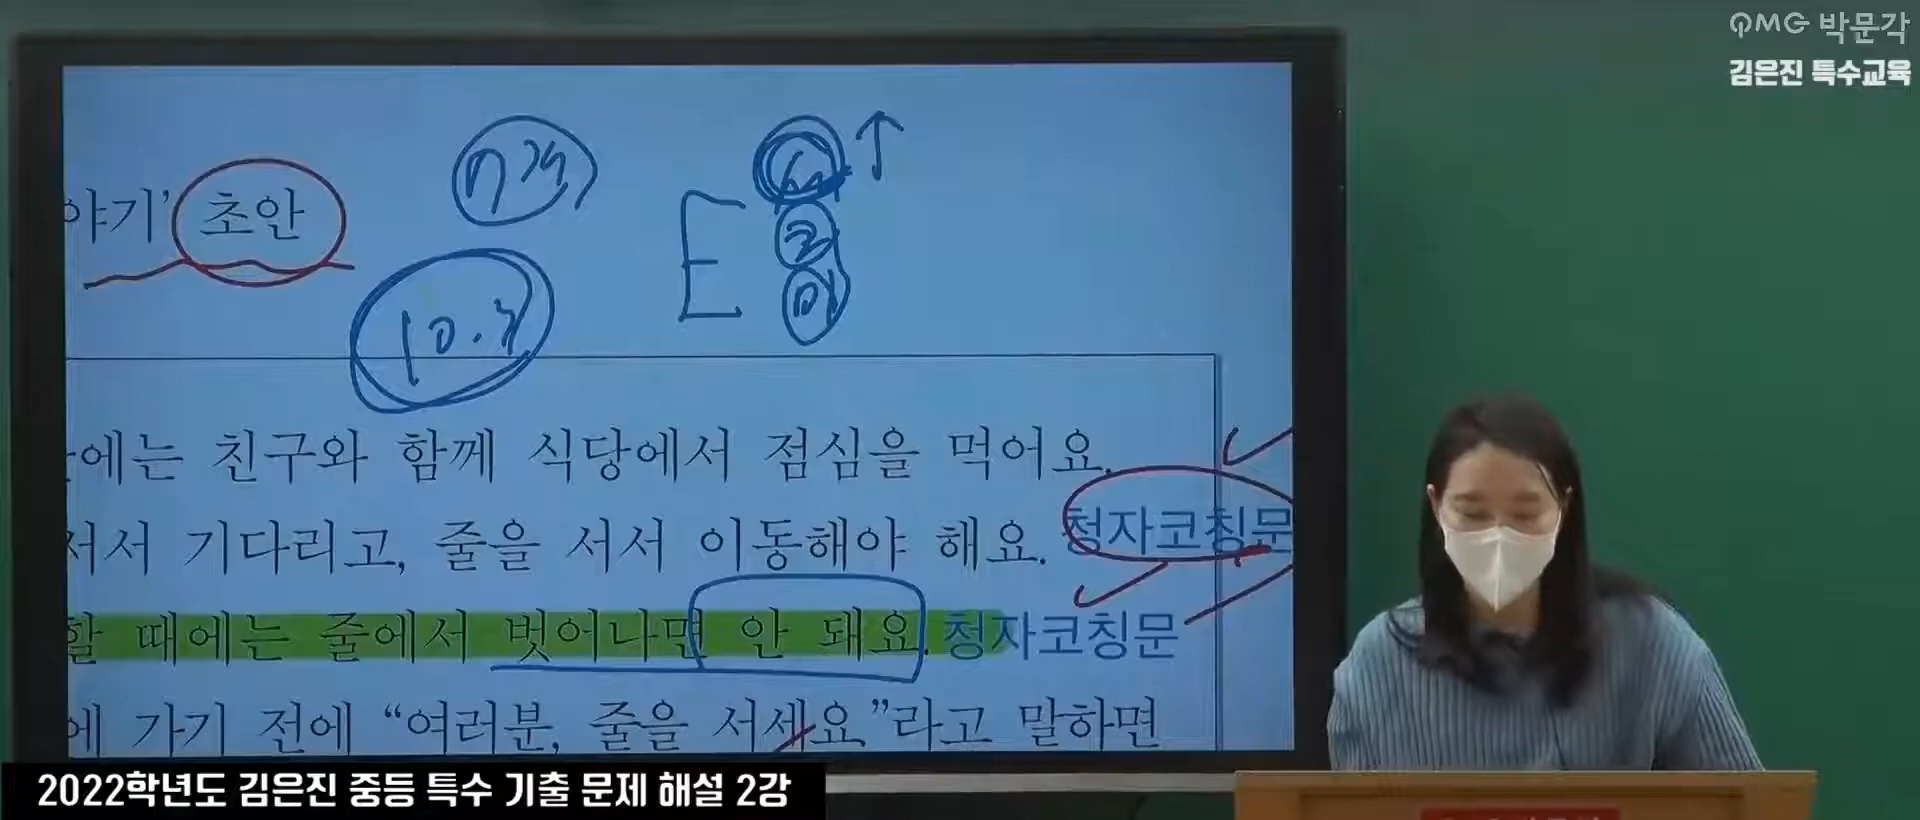 PMG 박문각
김은진 특수교육
야기’ 초안
10.
E
에는 친구와 함께 식당에서 점심을 먹어요.
서서 기다리고, 줄을 서서 이동해야 해요. 청자코칭문
할 때에는 줄에서 벗어나면 안 돼요. 청자코칭문
에 가기 전에 “여러분, 줄을 서세요.”라고 말하면
2022학년도 김은진 중등 특수 기출 문제 해설 2강